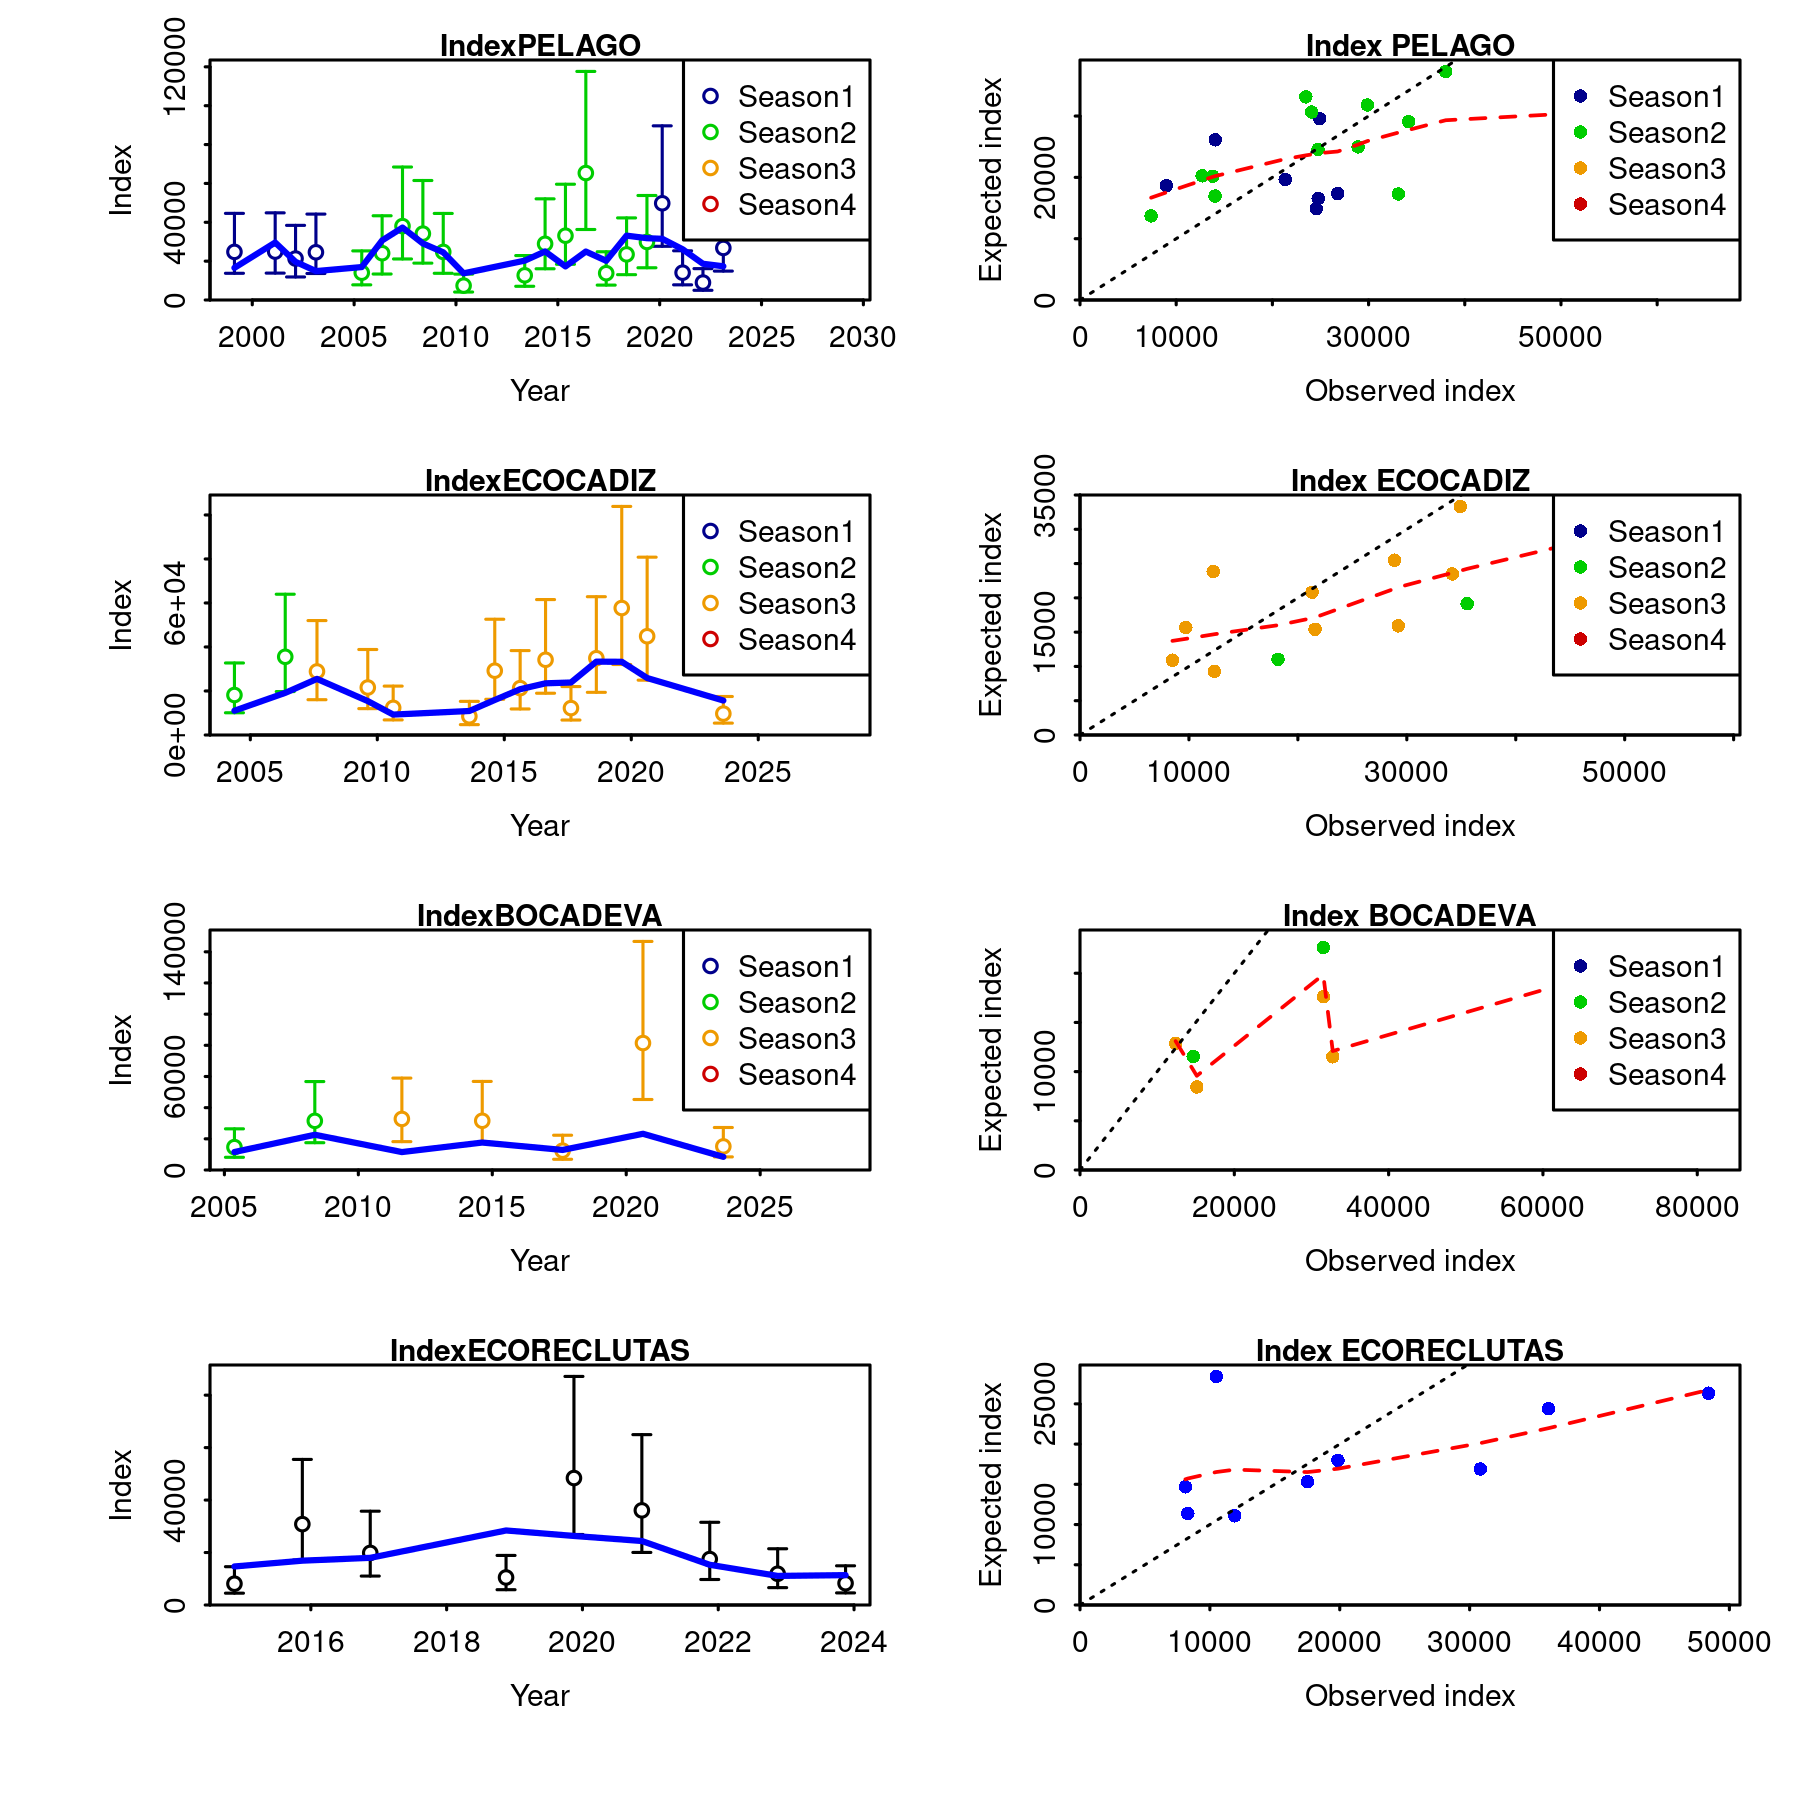 IndexPELAGO
Index
0
40000
120000
2000 2005 2010 2015 2020 2025 2030
Year
Season1
Season2
Season3
Season4
Index PELAGO
Expected index
0
20000
0 10000 30000 50000
Observed index
Season1
Season2
Season3
Season4
IndexECOCADIZ
Index
0e+00
6e+04
2005 2010 2015 2020 2025
Year
Season1
Season2
Season3
Season4
Index ECOCADIZ
Expected index
0
15000
35000
0 10000 30000 50000
Observed index
Season1
Season2
Season3
Season4
IndexBOCADEVA
Index
0
60000
140000
2005 2010 2015 2020 2025
Year
Season1
Season2
Season3
Season4
Index BOCADEVA
Expected index
0
10000
0 20000 40000 60000 80000
Observed index
Season1
Season2
Season3
Season4
IndexECORECLUTAS
Index
0
40000
2016 2018 2020 2022 2024
Year
Index ECORECLUTAS
Expected index
0
10000
25000
0 10000 20000 30000 40000 50000
Observed index